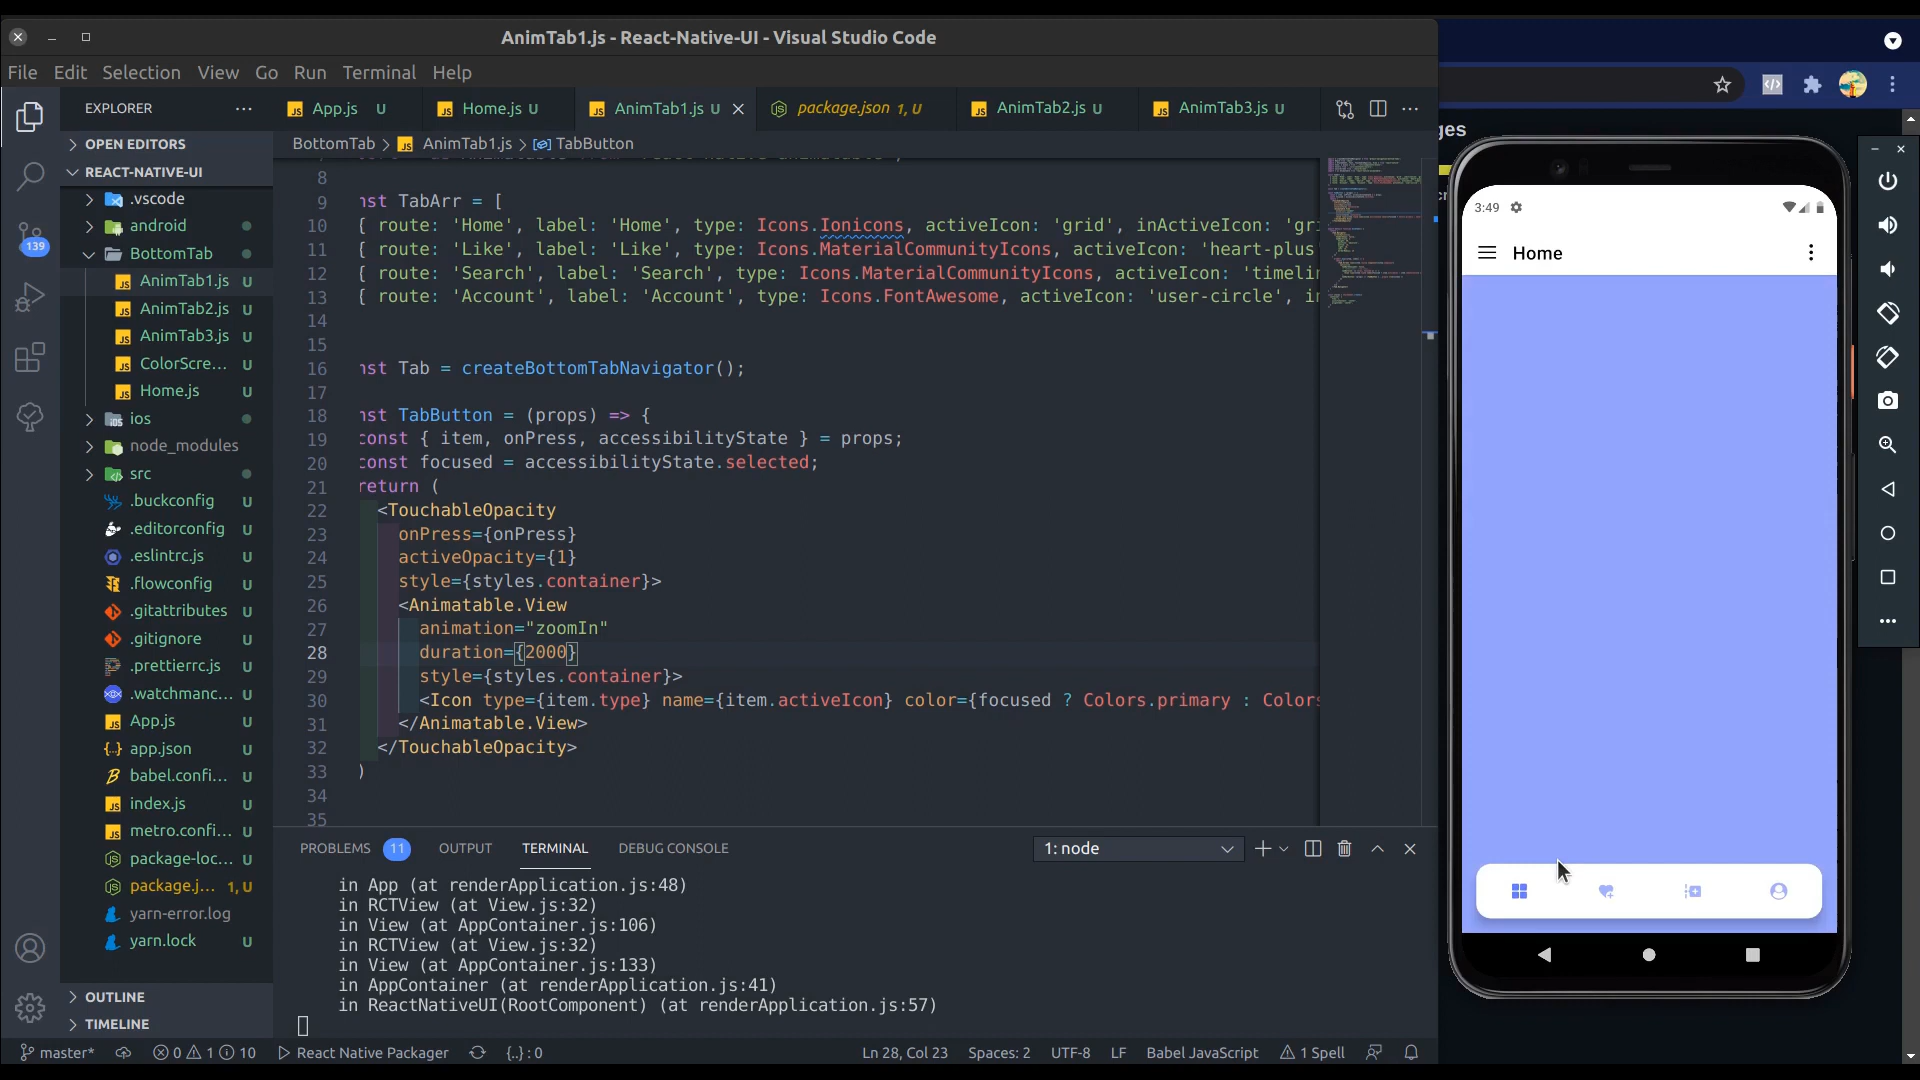 AnimTab1.js - React-Native-UI - Visual Studio Code
File Edit Selection View Go Run Terminal Help
EXPLORER
App.js U
Home.js U
AnimTab1.js U
package.json 1, U
AnimTab2.js U
AnimTab3.js U
OPEN EDITORS
BottomTab > AnimTab1.js > TabButton
REACT-NATIVE-UI
.vscode
android
BottomTab
AnimTab1.js U
AnimTab2.js U
AnimTab3.js U
ColorScre... U
Home.js U
ios
node_modules
src
.buckconfig U
.editorconfig U
.eslintrc.js U
.flowconfig U
.gitattributes U
.gitignore U
.prettierrc.js U
.watchmanc... U
App.js U
app.json U
babel.confi... U
index.js U
metro.confi... U
package-loc... U
package.j... 1, U
yarn-error.log
yarn.lock U
OUTLINE
TIMELINE
139
8
9 nst TabArr = [
10 { route: 'Home', label: 'Home', type: Icons.Ionicons, activeIcon: 'grid', inActiveIcon: 'gri
11 { route: 'Like', label: 'Like', type: Icons.MaterialCommunityIcons, activeIcon: 'heart-plus'
12 { route: 'Search', label: 'Search', type: Icons.MaterialCommunityIcons, activeIcon: 'timelin
13 { route: 'Account', label: 'Account', type: Icons.FontAwesome, activeIcon: 'user-circle', in
14
15
16 nst Tab = createBottomTabNavigator();
17
18 nst TabButton = (props) => {
19 const { item, onPress, accessibilityState } = props;
20 const focused = accessibilityState.selected;
21 return (
22 <TouchableOpacity
23 onPress={onPress}
24 activeOpacity={1}
25 style={styles.container}>
26 <Animatable.View
27 animation="zoomIn"
28 duration={2000}
29 style={styles.container}>
30 <Icon type={item.type} name={item.activeIcon} color={focused ? Colors.primary : Colors
31 </Animatable.View>
32 </TouchableOpacity>
33 )
34
35
PROBLEMS 11 OUTPUT TERMINAL DEBUG CONSOLE 1: node
in App (at renderApplication.js:48)
in RCTView (at View.js:32)
in View (at AppContainer.js:106)
in RCTView (at View.js:32)
in View (at AppContainer.js:133)
in AppContainer (at renderApplication.js:41)
in ReactNativeUI(RootComponent) (at renderApplication.js:57)
master* 0 1 10 React Native Packager {..}: 0 Ln 28, Col 23 Spaces: 2 UTF-8 LF Babel JavaScript 1 Spell
ges
3:49
Home